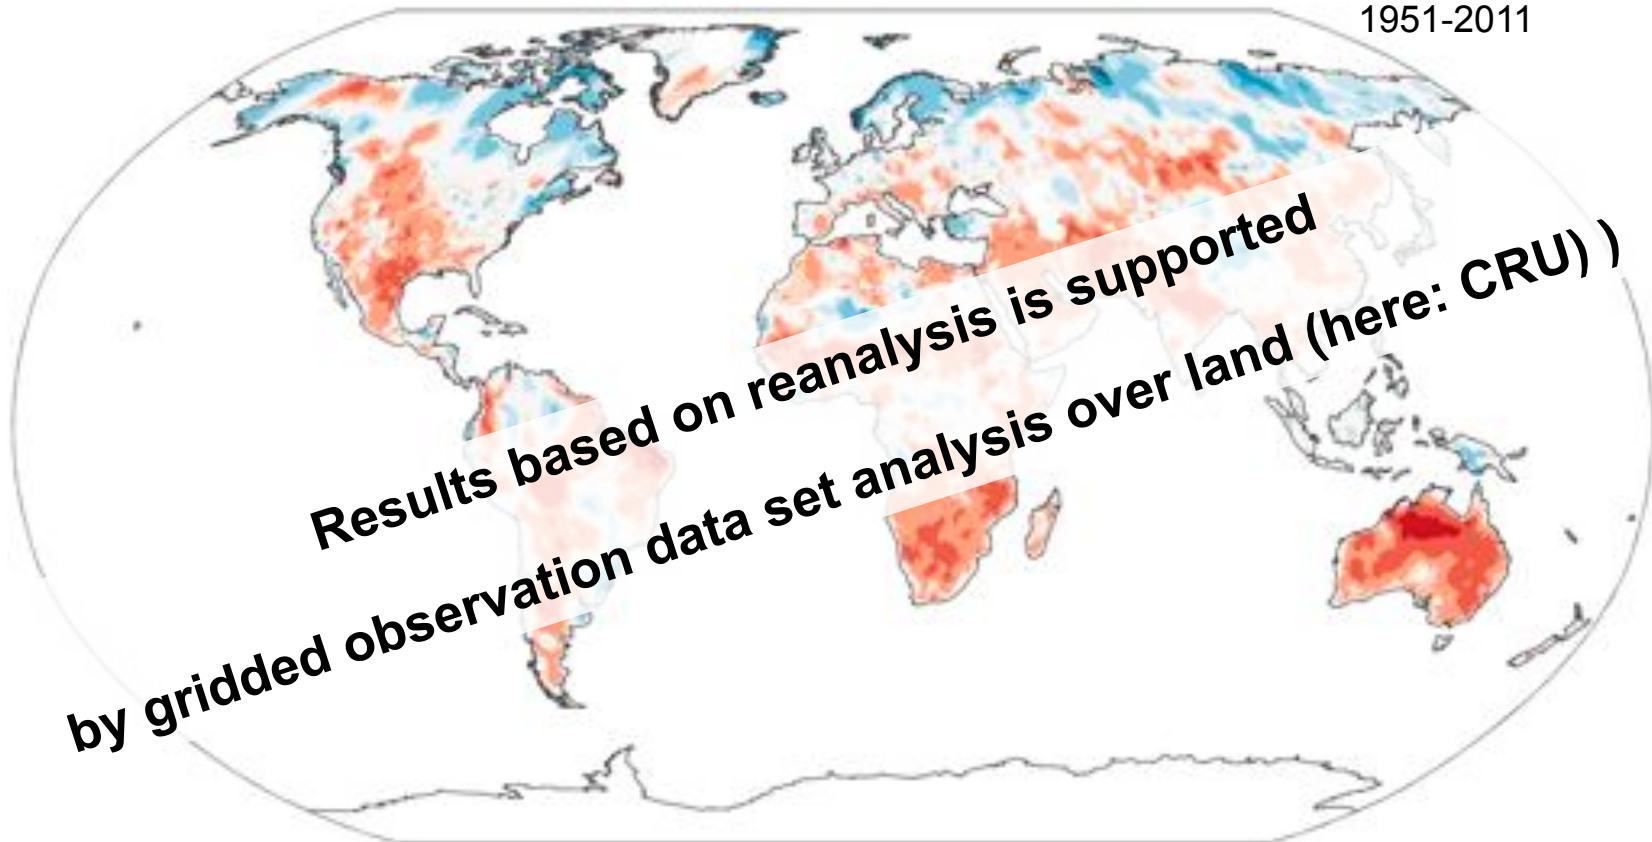 1951-2011
Results based on reanalysis is supported
by gridded observation data set analysis over land (here: CRU) )